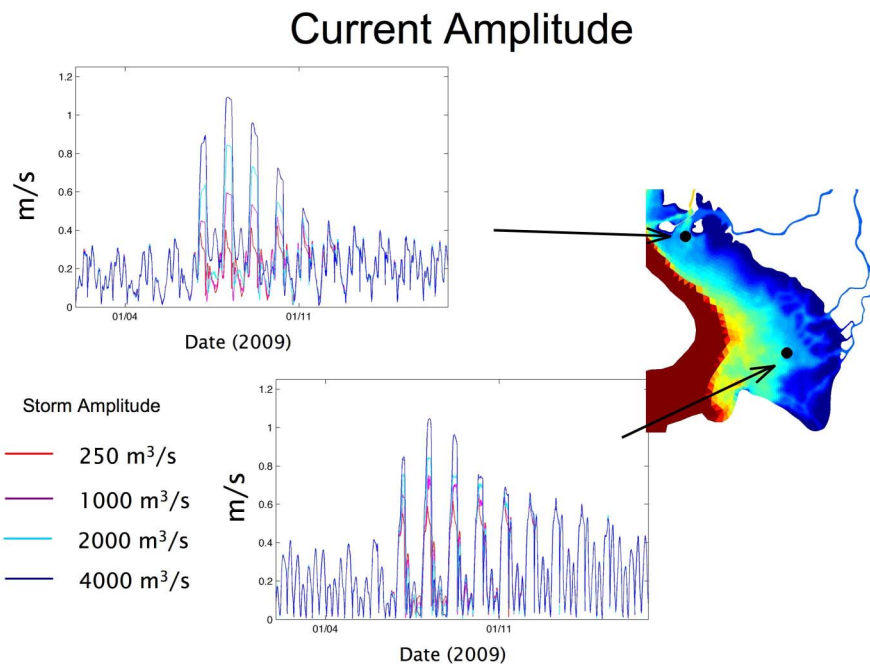 Current Amplitude
1.2
1
0.8
0.6
0.4
0.2
0
m/s
01/04
01/11
Date (2009)
Storm Amplitude
250 m³/s
1000 m³/s
2000 m³/s
4000 m³/s
1.2
1
0.8
0.6
0.4
0.2
0
m/s
01/04
01/11
Date (2009)